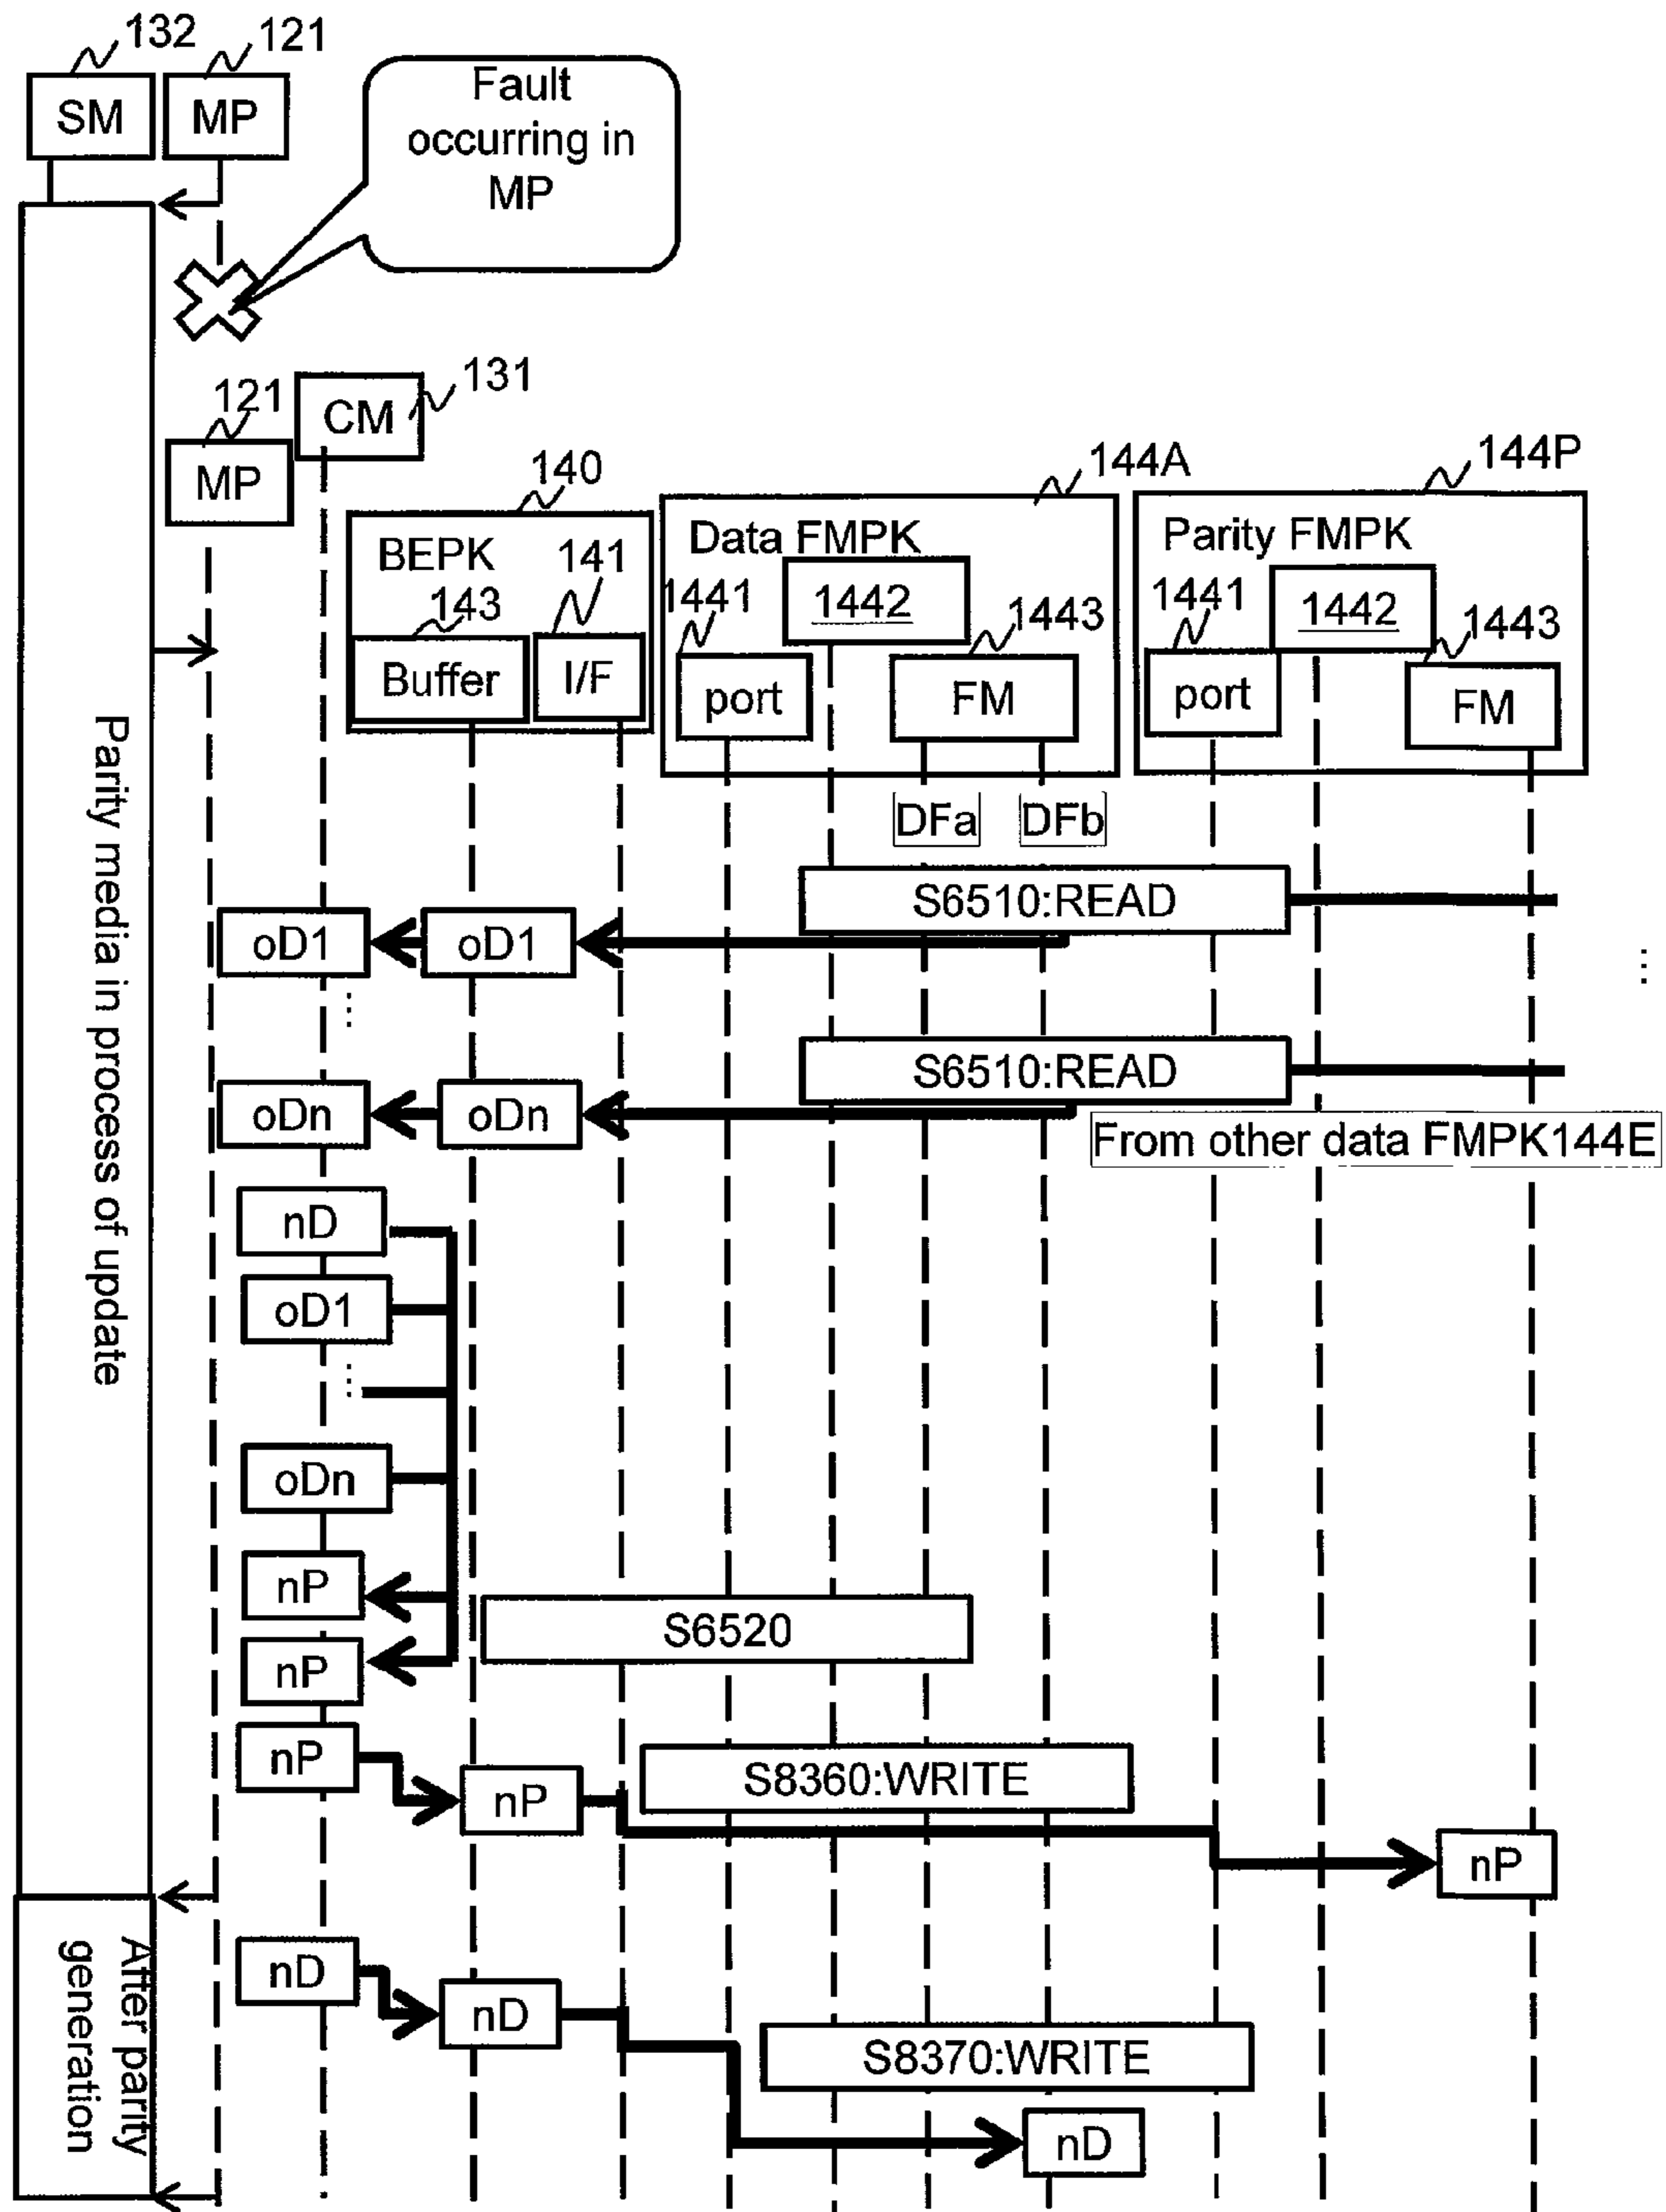 132
121
SM
MP
Fault
occurring in
MP
121
CM
131
MP
140
144A
144P
BEPK
141
143
Buffer
I/F
Data FMPK
1441
1442
1443
port
FM
Parity FMPK
1441
1442
1443
port
FM
DFa
DFb
Parity media in process of update
S6510:READ
oD1
oD1
...
...
S6510:READ
oDn
oDn
From other data FMPK144E
nD
oD1
...
oDn
nP
S6520
nP
nP
nP
S8360:WRITE
nP
After parity
generation
nD
nD
S8370:WRITE
nD